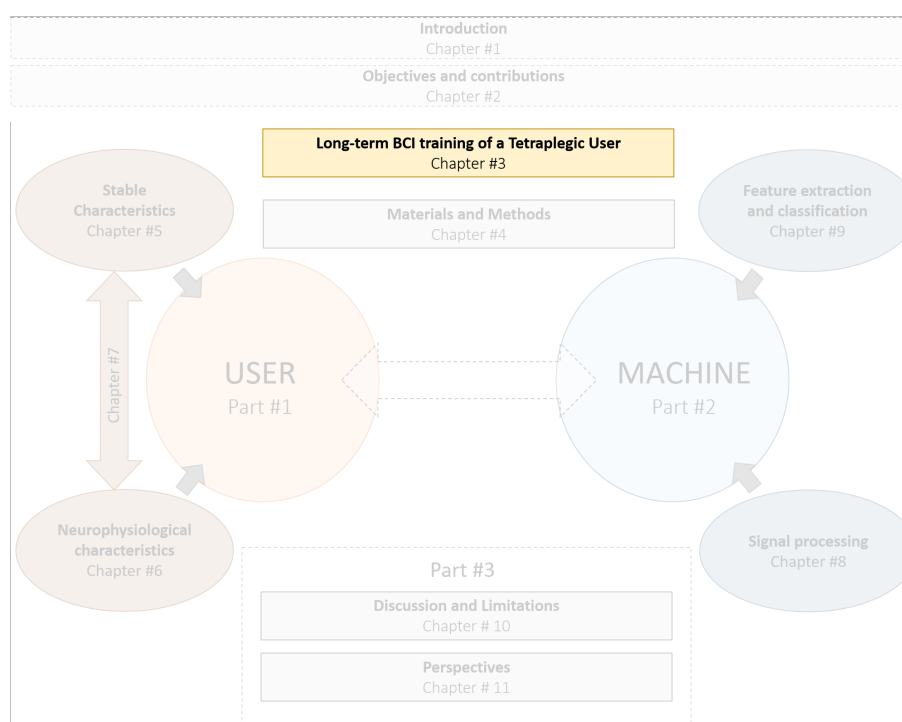 Introduction
Chapter #1
Objectives and contributions
Chapter #2
Long-term BCI training of a Tetraplegic User
Chapter #3
Stable
Characteristics
Chapter #5
Materials and Methods
Chapter #4
Feature extraction
and classification
Chapter #9
Chapter #7
USER
Part #1
MACHINE
Part #2
Neurophysiological
characteristics
Chapter #6
Signal processing
Chapter #8
Part #3
Discussion and Limitations
Chapter # 10
Perspectives
Chapter # 11